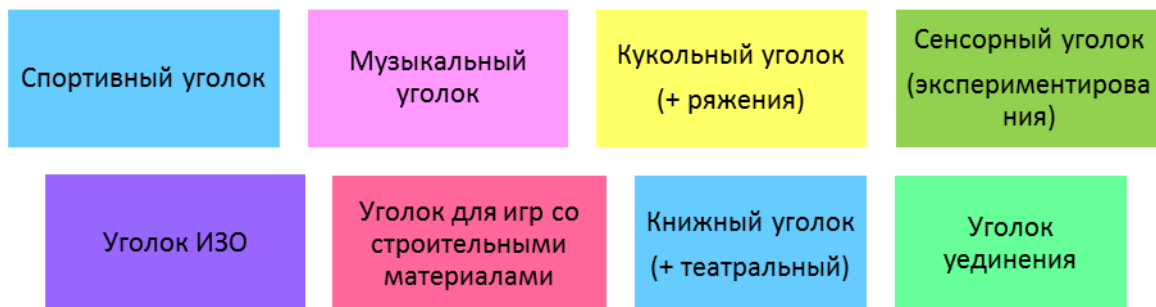 Спортивный уголок
Музыкальный
уголок
Кукольный уголок
(+ ряжения)
Сенсорный уголок
(экспериментирова
ния)
Уголок ИЗО
Уголок для игр со
строительными
материалами
Книжный уголок
(+ театральный)
Уголок
уединения